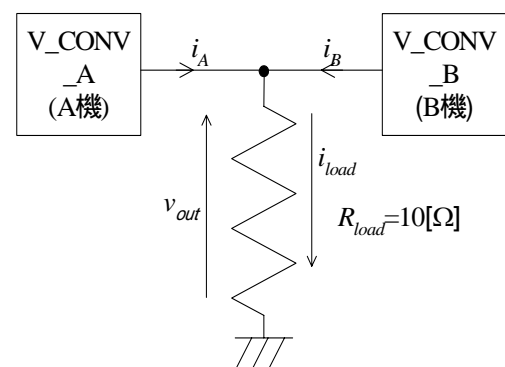 V_CONV
_A
(A機)
i_A
i_B
V_CONV
_B
(B機)
v_out
i_load
R_load=10[Ω]